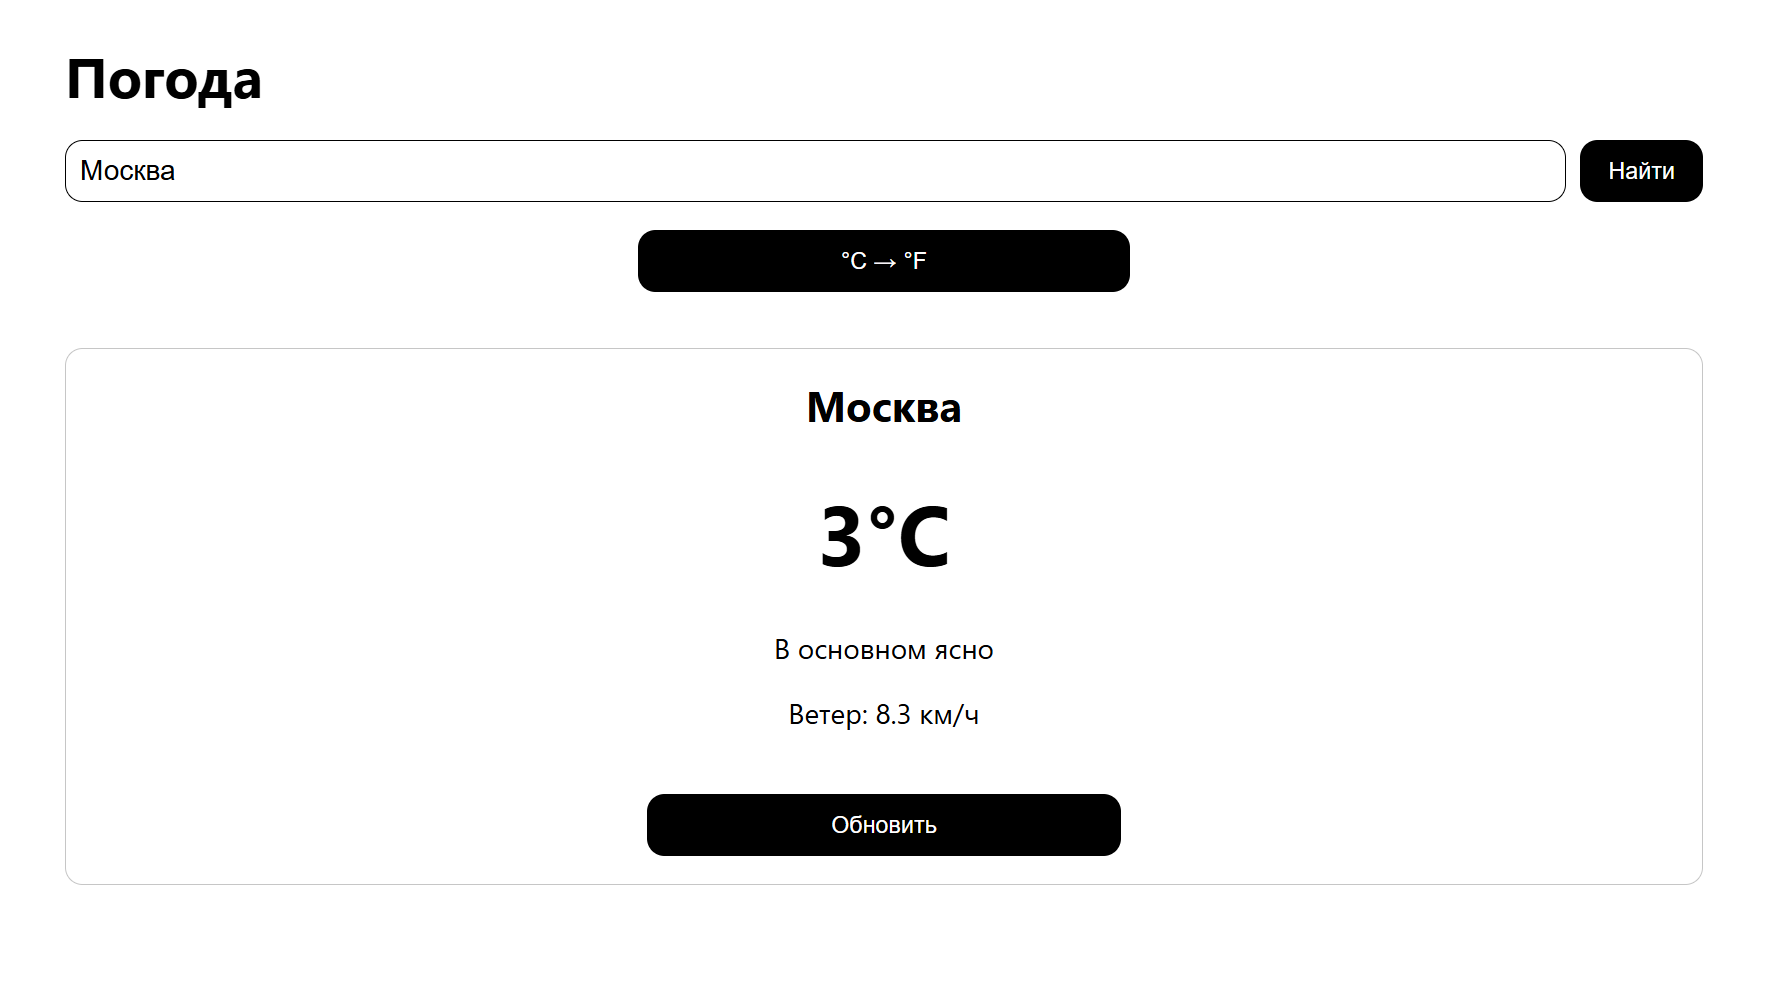 Погода
Москва
Найти
°C → °F
Москва
3°C
В основном ясно
Ветер: 8.3 км/ч
Обновить